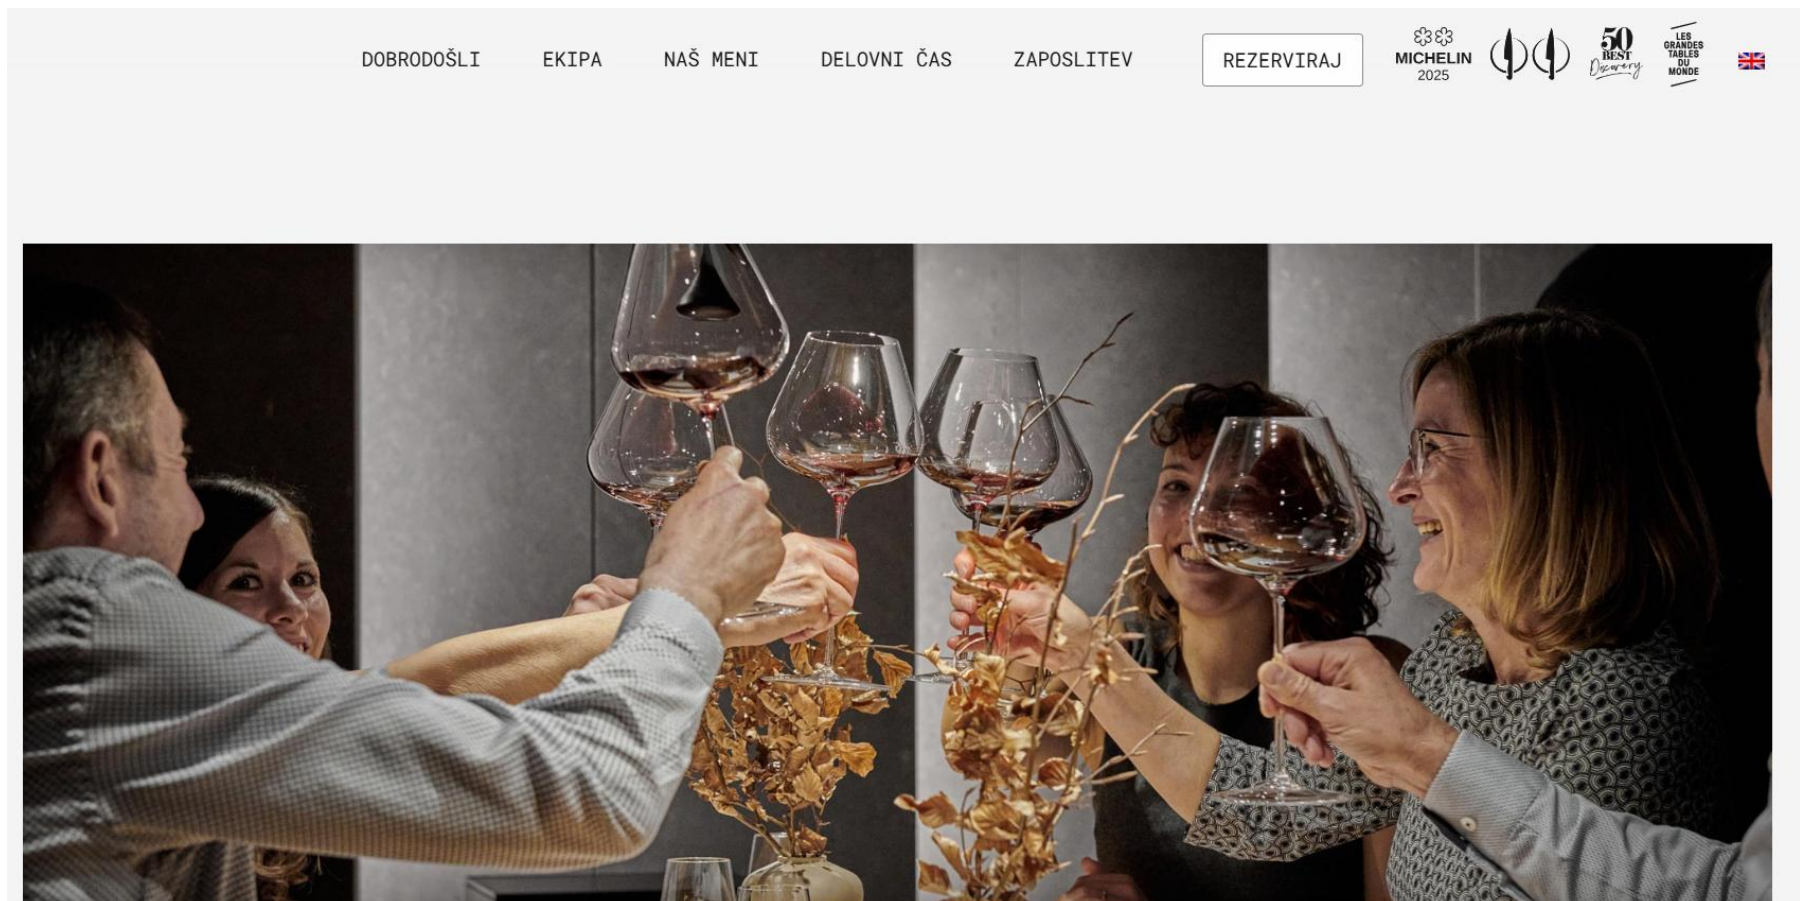 DOBRODOŠLI
EKIPA
NAŠ MENI
DELOVNI ČAS
ZAPOSLITEV
REZERVIRAJ
MICHELIN
2025
50
BEST
Discovery
LES
GRANDES
TABLES
DU
MONDE